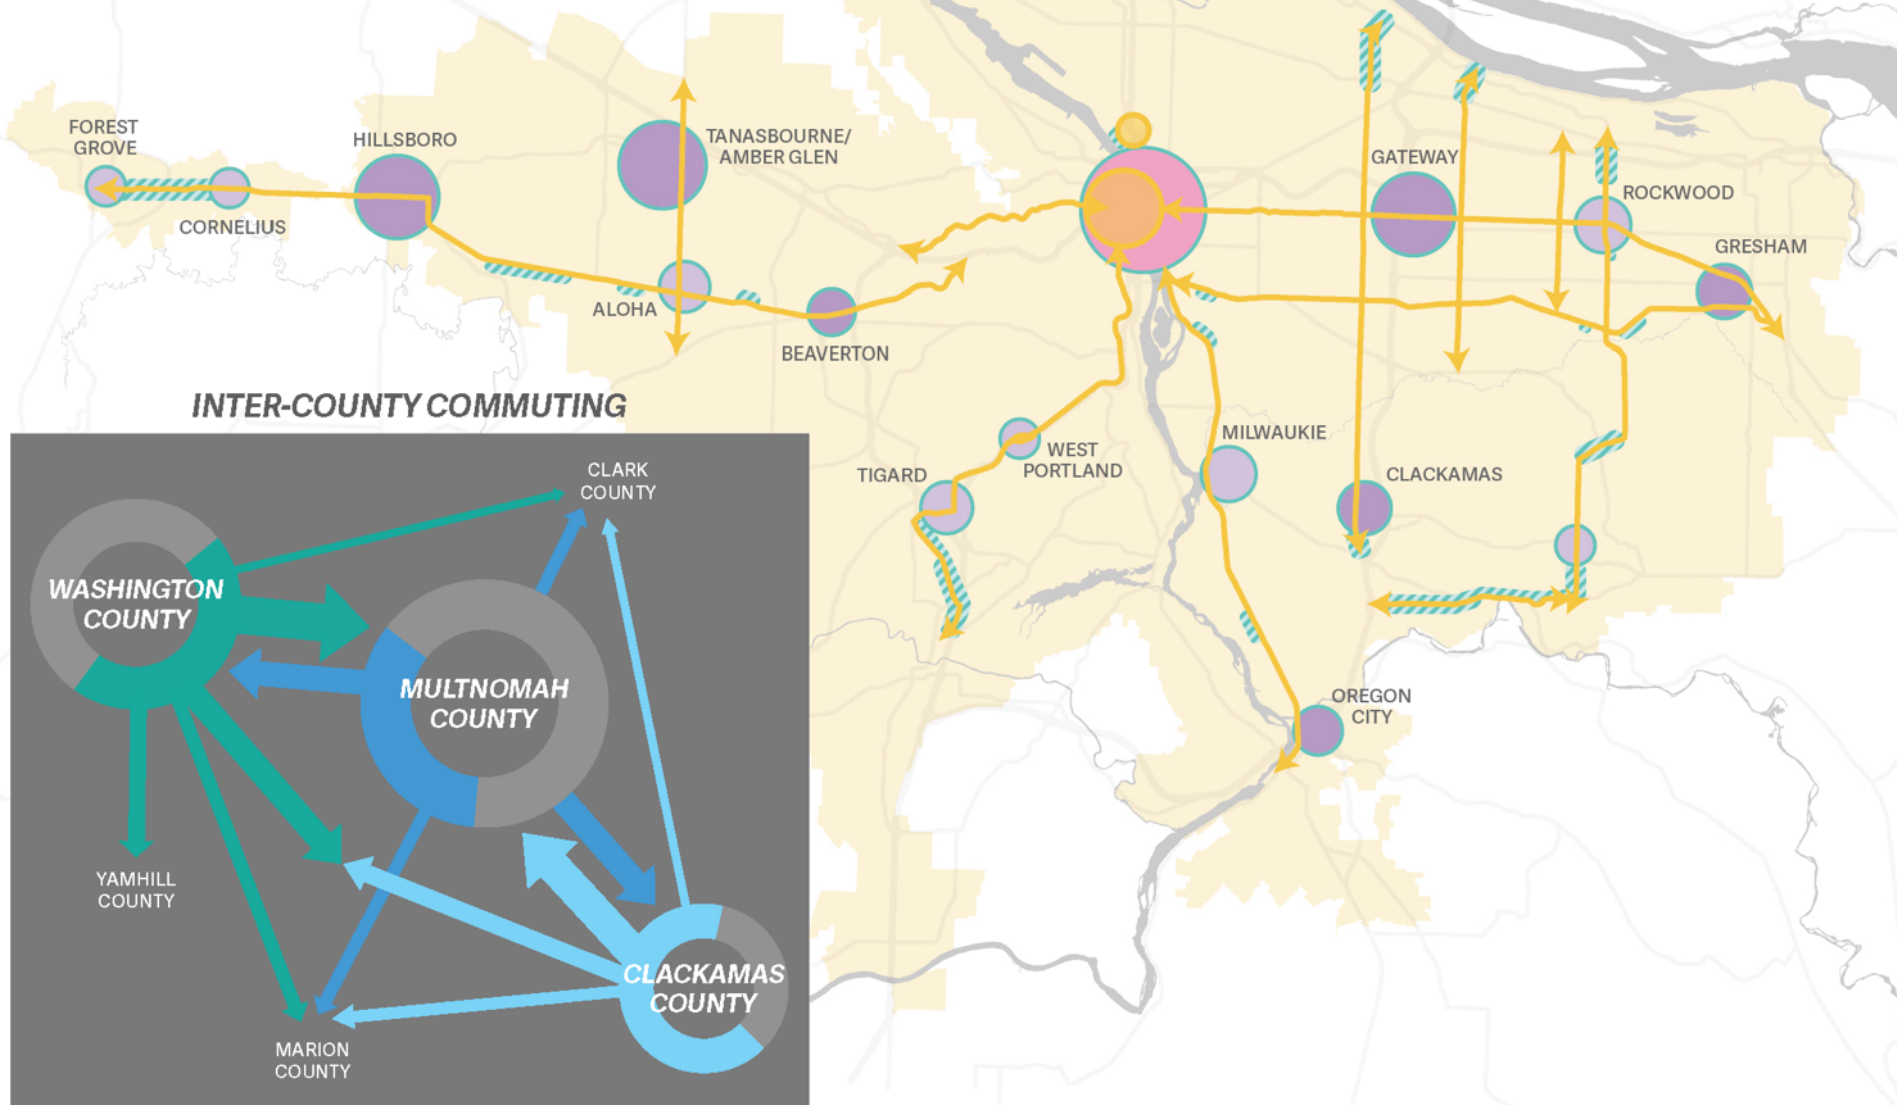 FOREST
GROVE
HILLSBORO
TANASBOURNE/
AMBER GLEN
CORNELIUS
ALOHA
BEAVERTON
GATEWAY
ROCKWOOD
GRESHAM
WEST
PORTLAND
TIGARD
MILWAUKIE
CLACKAMAS
OREGON
CITY
INTER-COUNTY COMMUTING
CLARK
COUNTY
WASHINGTON
COUNTY
MULTNOMAH
COUNTY
YAMHILL
COUNTY
CLACKAMAS
COUNTY
MARION
COUNTY